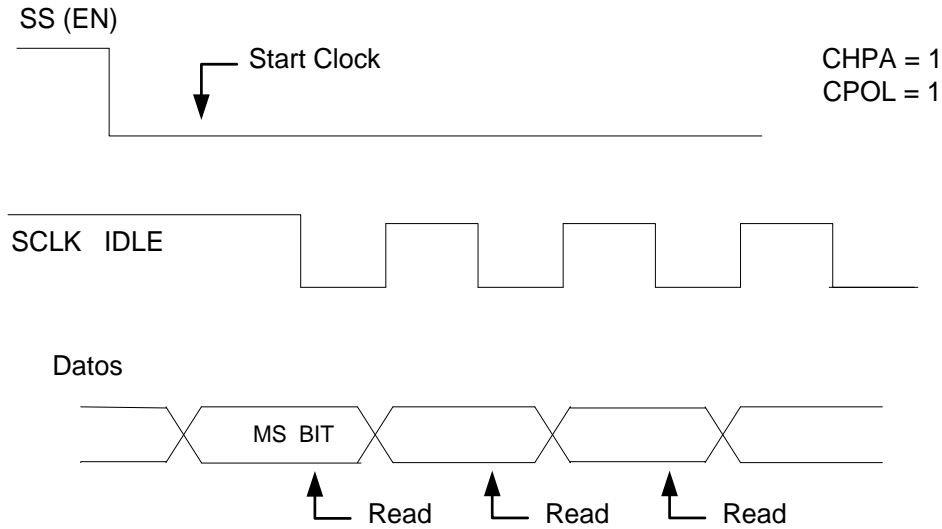 SS (EN)
Start Clock
CHPA = 1
CPOL = 1
SCLK IDLE
Datos
MS BIT
Read
Read
Read